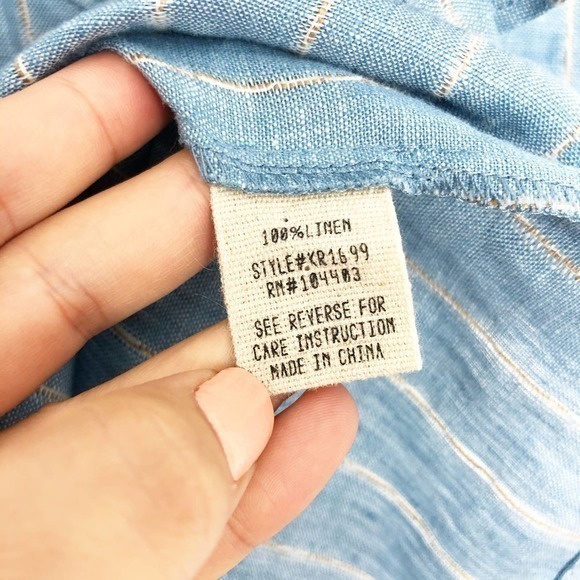 100%LINEN
STYLE#KR1699
RN#104403
SEE REVERSE FOR
CARE INSTRUCTION
MADE IN CHINA